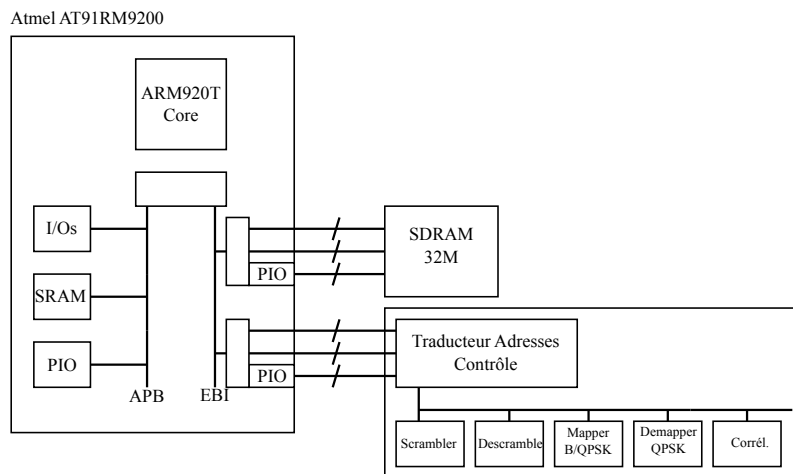 Atmel AT91RM9200
ARM920T
Core
I/Os
SRAM
PIO
APB
EBI
PIO
PIO
SDRAM
32M
Traducteur Adresses
Contrôle
Scrambler
Descramble
Mapper
B/QPSK
Demapper
QPSK
Corrél.